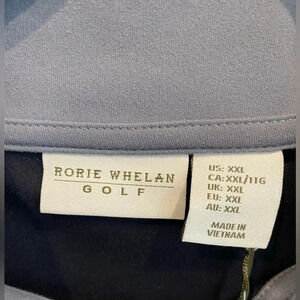 RORIE WHELAN
GOLF
US: XXL
CA: XXL/TTG
UK: XXL
EU: XXL
AU: XXL
MADE IN
VIETNAM